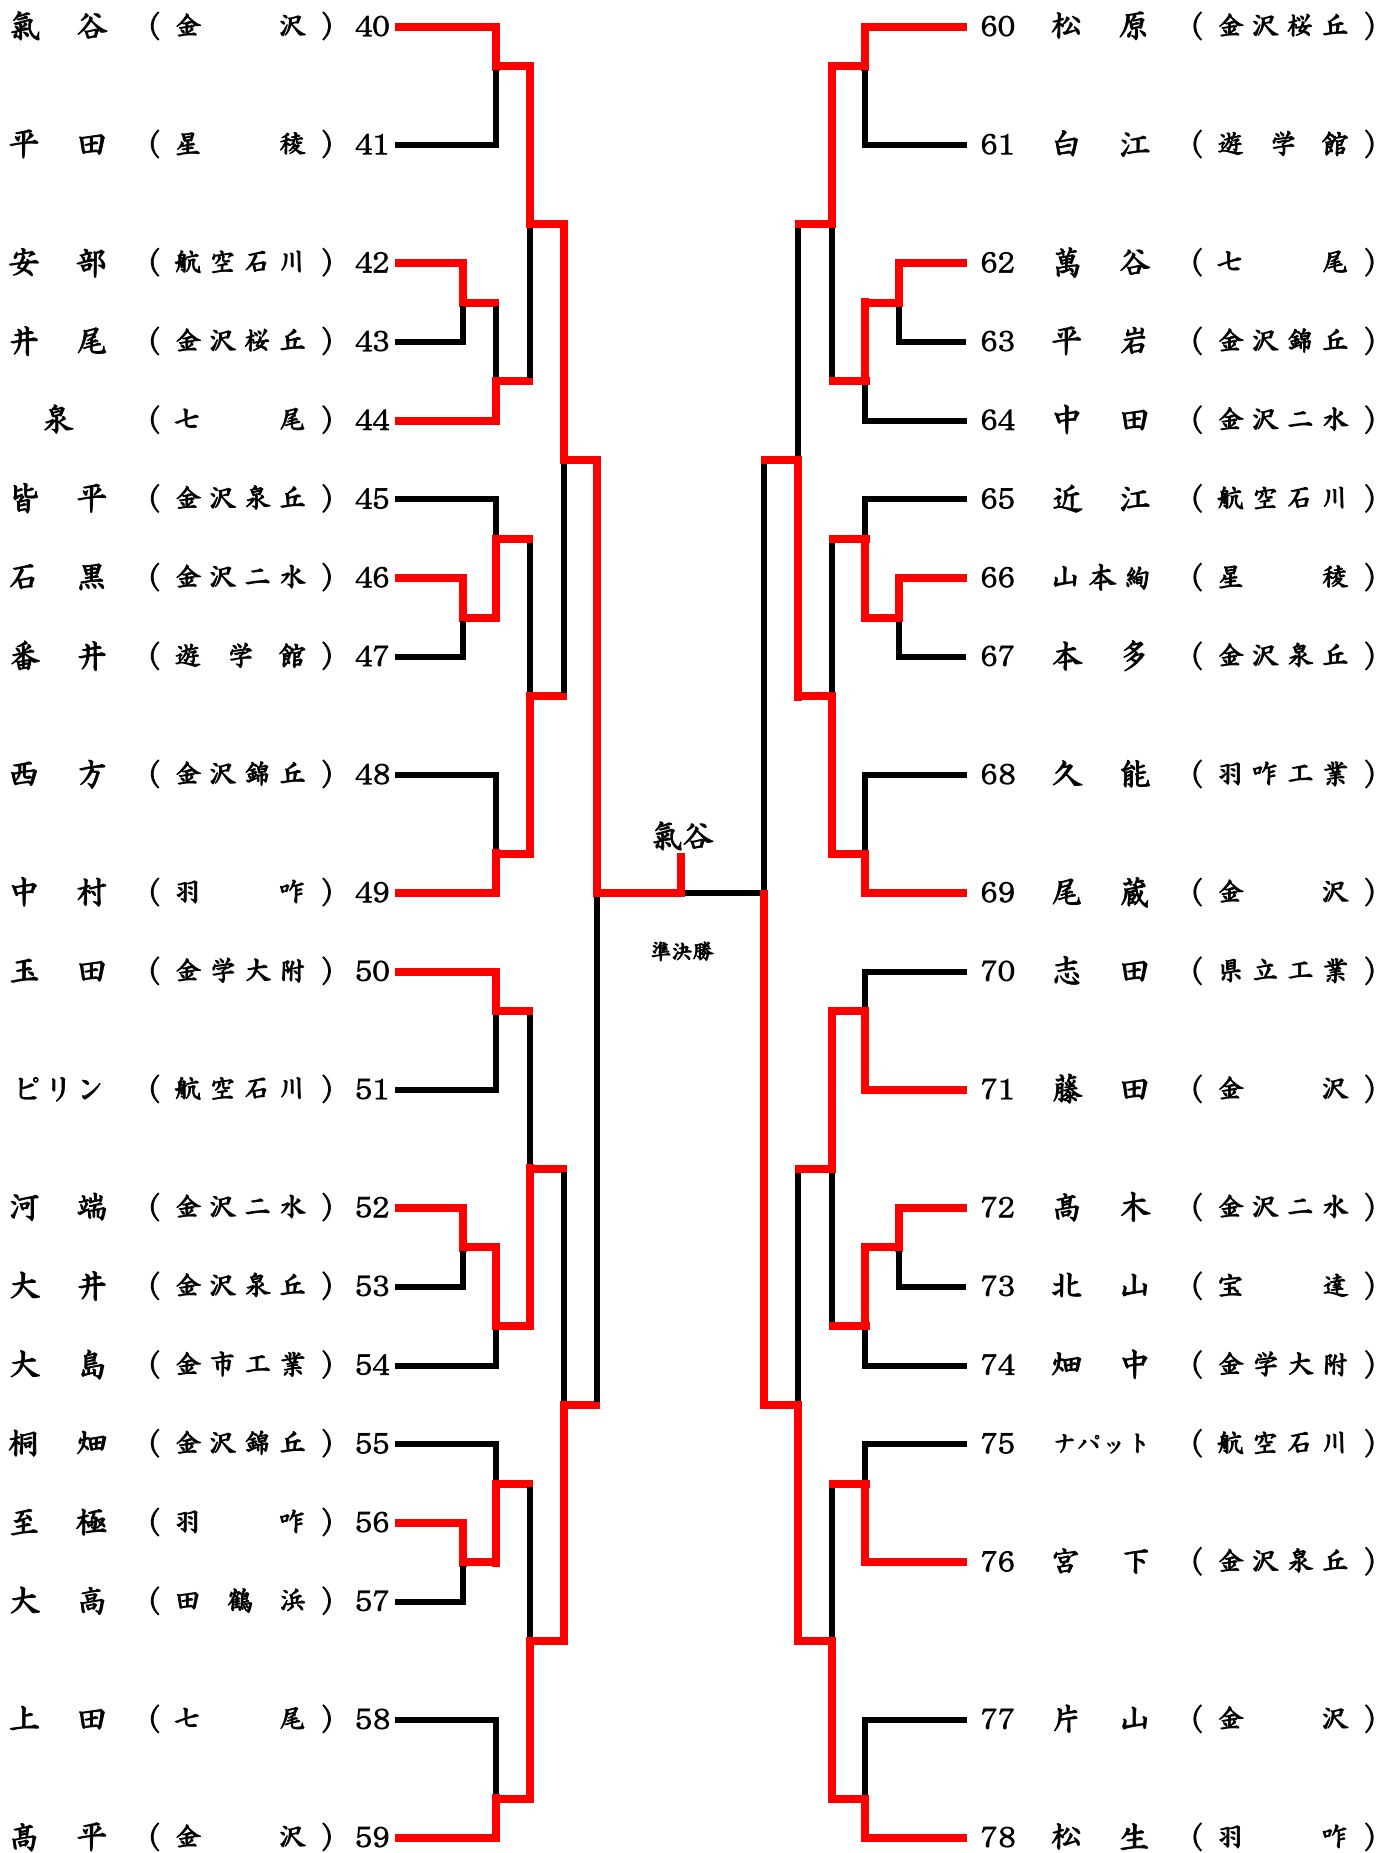 氣谷（金沢）40
平田（星稜）41
安部（航空石川）42
井尾（金沢桜丘）43
泉（七尾）44
皆平（金沢泉丘）45
石黒（金沢二水）46
番井（遊学館）47
西方（金沢錦丘）48
中村（羽咋）49
玉田（金学大附）50
ピリン（航空石川）51
河端（金沢二水）52
大井（金沢泉丘）53
大島（金市工業）54
桐畑（金沢錦丘）55
至極（羽咋）56
大高（田鶴浜）57
上田（七尾）58
髙平（金沢）59
氣谷
準決勝
60 松原（金沢桜丘）
61 白江（遊学館）
62 萬谷（七尾）
63 平岩（金沢錦丘）
64 中田（金沢二水）
65 近江（航空石川）
66 山本絢（星稜）
67 本多（金沢泉丘）
68 久能（羽咋工業）
69 尾蔵（金沢）
70 志田（県立工業）
71 藤田（金沢）
72 髙木（金沢二水）
73 北山（宝達）
74 畑中（金学大附）
75 ナパット（航空石川）
76 宮下（金沢泉丘）
77 片山（金沢）
78 松生（羽咋）